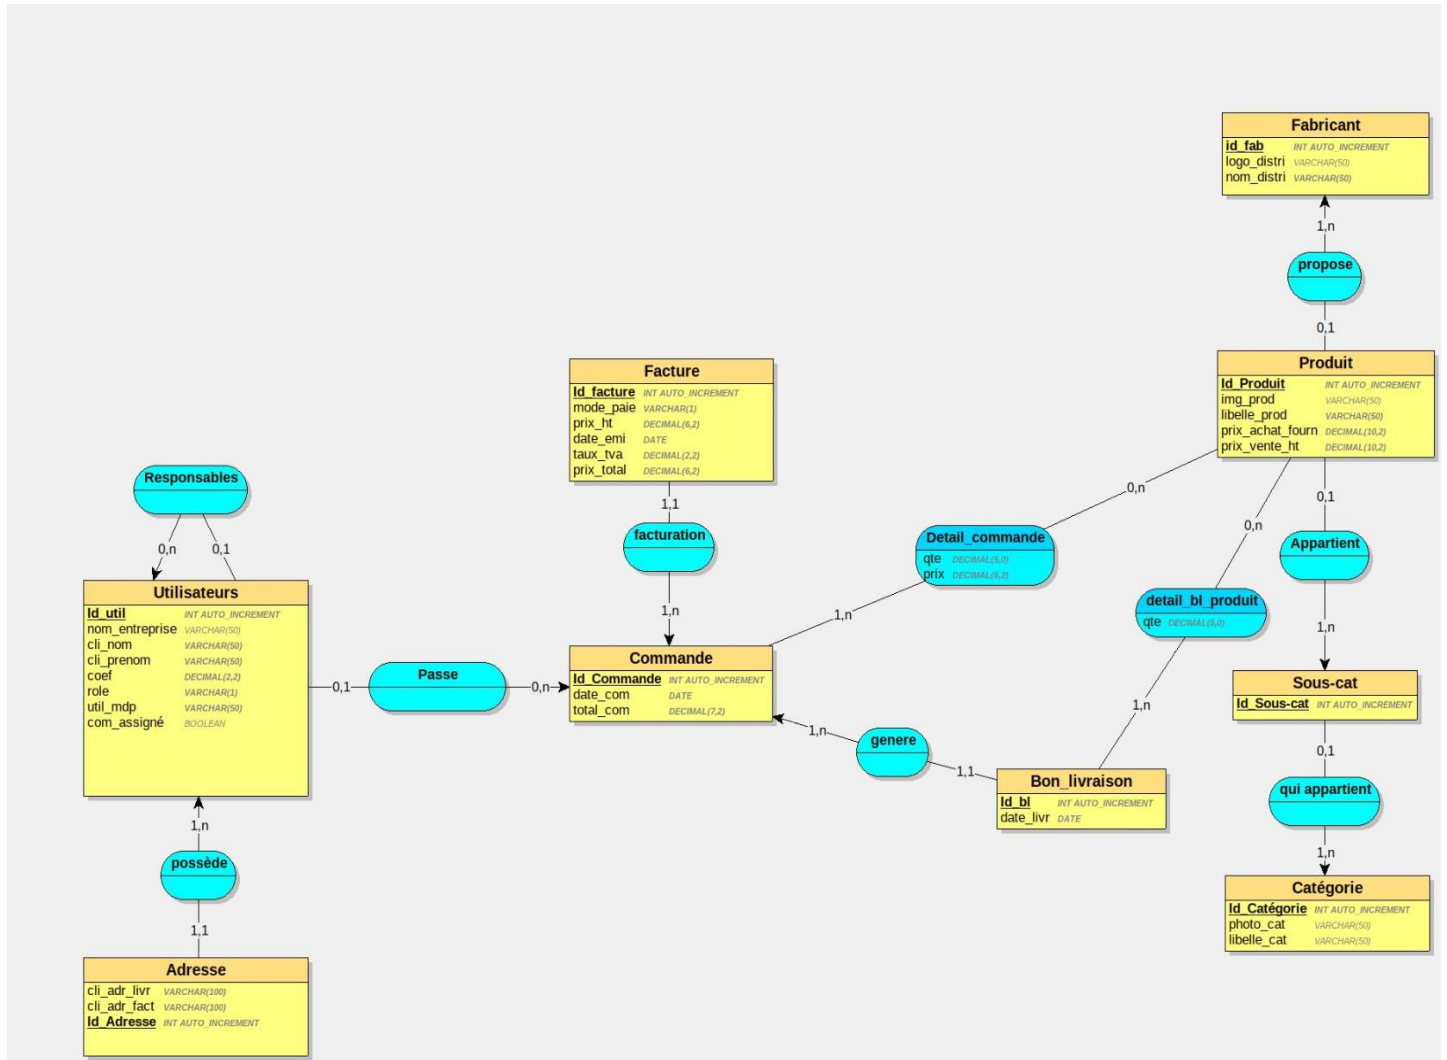 Fabricant
id_fab INT AUTO_INCREMENT
logo_distri VARCHAR(50)
nom_distri VARCHAR(50)
1,n
propose
0,1
Produit
Id_Produit INT AUTO_INCREMENT
img_prod VARCHAR(50)
libelle_prod VARCHAR(50)
prix_achat_fourn DECIMAL(10,2)
prix_vente_ht DECIMAL(10,2)
Facture
Id_facture INT AUTO_INCREMENT
mode_paie VARCHAR(1)
prix_ht DECIMAL(6,2)
date_emi DATE
taux_tva DECIMAL(2,2)
prix_total DECIMAL(6,2)
1,1
facturation
1,n
Responsables
0,n
0,1
Utilisateurs
Id_util INT AUTO_INCREMENT
nom_entreprise VARCHAR(50)
cli_nom VARCHAR(50)
cli_prenom VARCHAR(50)
coef DECIMAL(2,2)
role VARCHAR(1)
util_mdp VARCHAR(50)
com_assigné BOOLEAN
0,1
Passe
0,n
Commande
Id_Commande INT AUTO_INCREMENT
date_com DATE
total_com DECIMAL(7,2)
0,n
Detail_commande
qte DECIMAL(5,0)
prix DECIMAL(6,2)
1,n
0,n
detail_bl_produit
qte DECIMAL(5,0)
1,n
0,1
Appartient
1,n
Sous-cat
Id_Sous-cat INT AUTO_INCREMENT
0,1
qui appartient
1,n
Catégorie
Id_Catégorie INT AUTO_INCREMENT
photo_cat VARCHAR(50)
libelle_cat VARCHAR(50)
1,n
genere
1,1
Bon_livraison
Id_bl INT AUTO_INCREMENT
date_livr DATE
1,n
possède
1,1
Adresse
cli_adr_livr VARCHAR(100)
cli_adr_fact VARCHAR(100)
Id_Adresse INT AUTO_INCREMENT